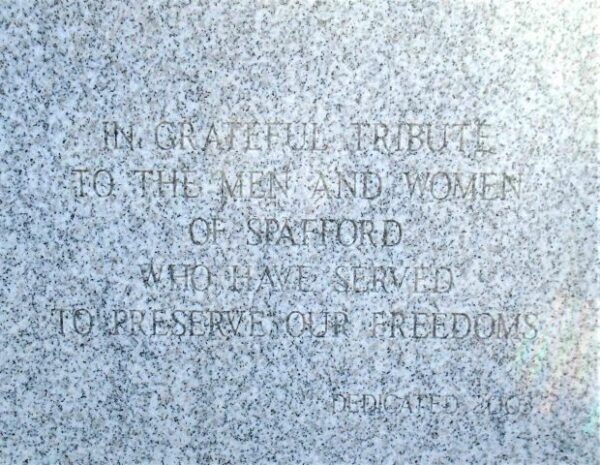 IN GRATEFUL TRIBUTE
TO THE MEN AND WOMEN
OF SPAFFORD
WHO HAVE SERVED
TO PRESERVE OUR FREEDOMS
DEDICATED